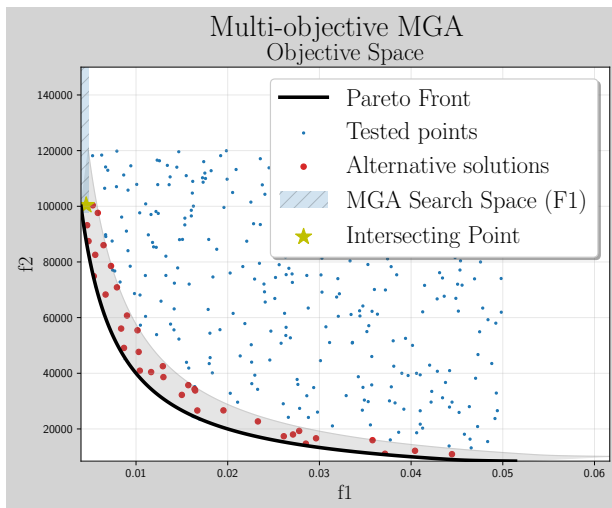 Multi-objective MGA
Objective Space
Pareto Front
Tested points
Alternative solutions
MGA Search Space (F1)
Intersecting Point
f2
140000
120000
100000
80000
60000
40000
20000
0.01
0.02
0.03
0.04
0.05
0.06
f1